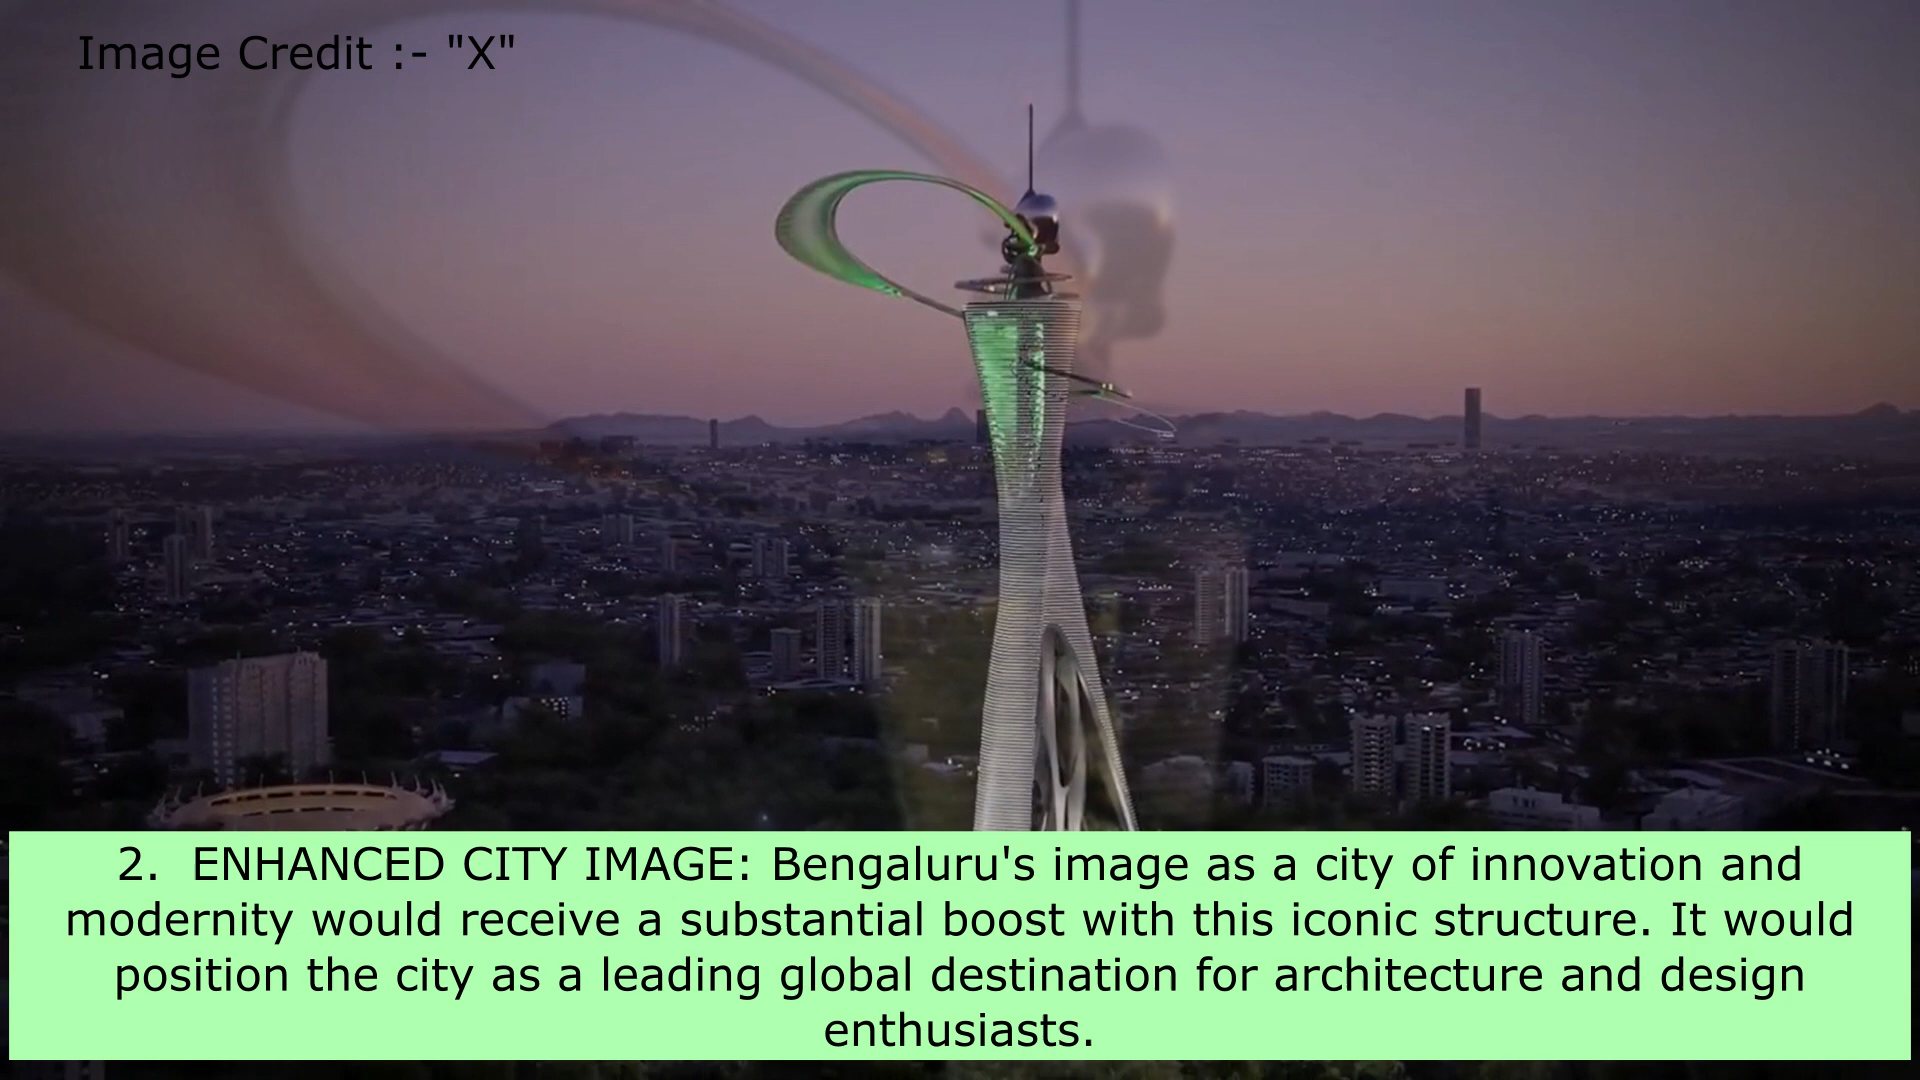 Image Credit :- "X"
2.  ENHANCED CITY IMAGE: Bengaluru's image as a city of innovation and
modernity would receive a substantial boost with this iconic structure. It would
position the city as a leading global destination for architecture and design
enthusiasts.